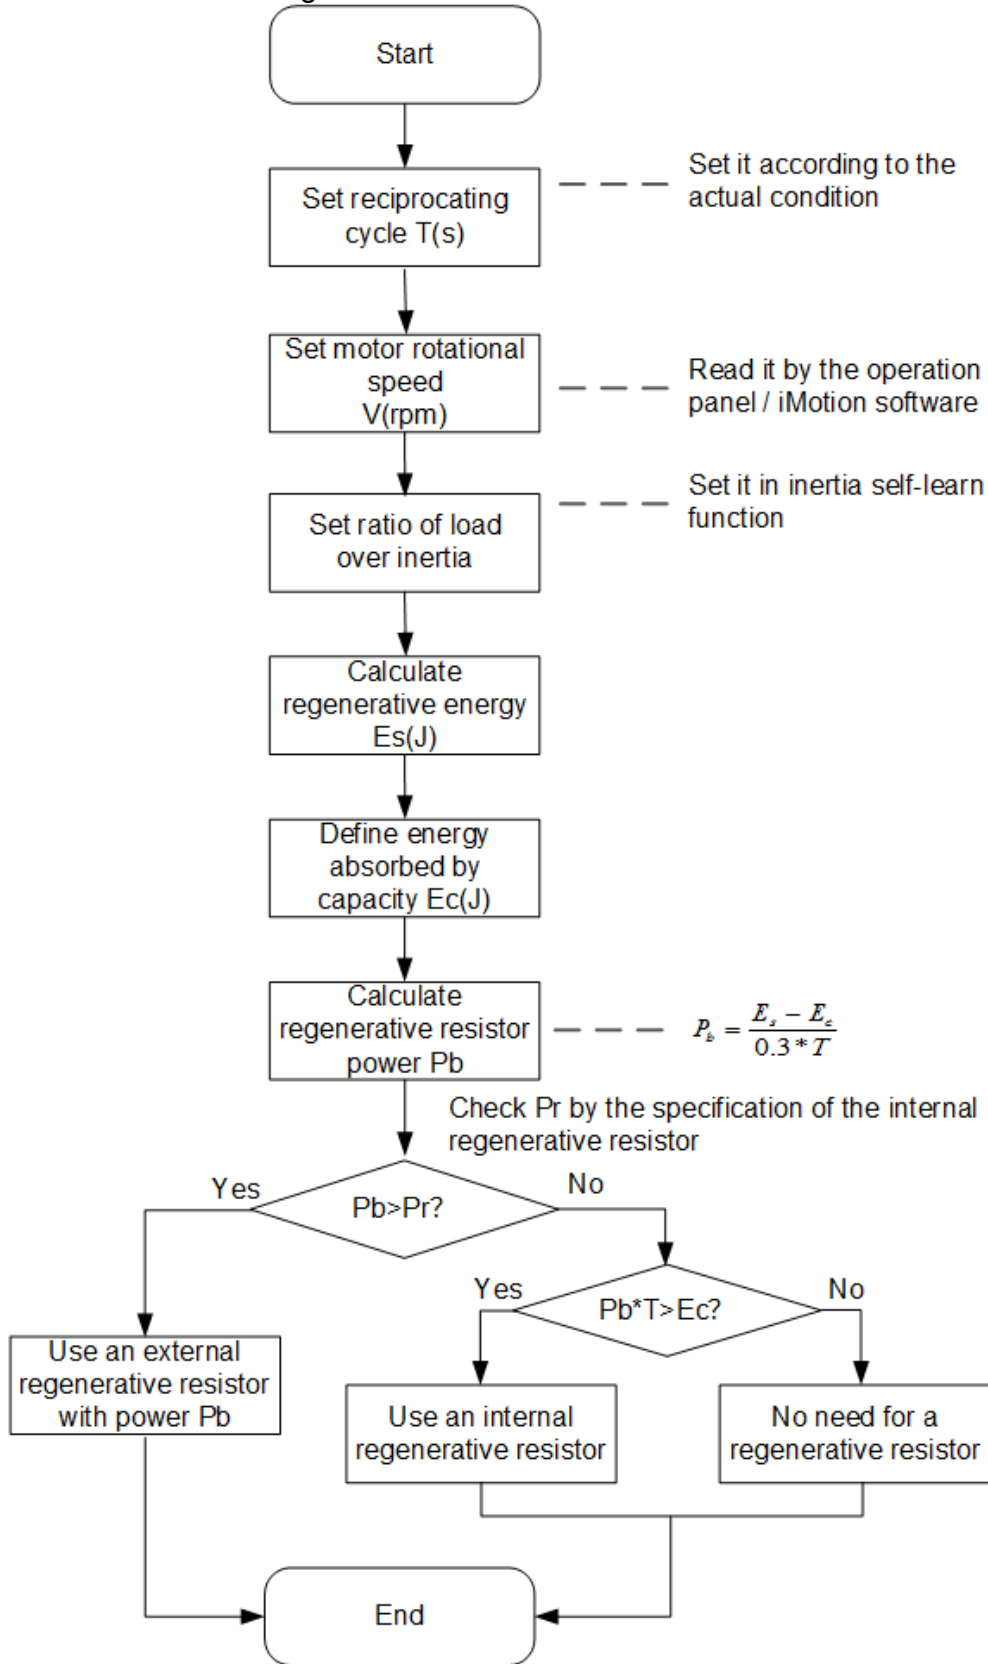 Start
Set it according to the
actual condition
Set reciprocating
cycle T(s)
Set motor rotational
speed
V(rpm)
Read it by the operation
panel / iMotion software
Set it in inertia self-learn
function
Set ratio of load
over inertia
Calculate
regenerative energy
Es(J)
Define energy
absorbed by
capacity Ec(J)
Calculate
regenerative resistor
power Pb
P_b = (E_s − E_c) / (0.3 * T)
Check Pr by the specification of the internal
regenerative resistor
Yes
Pb>Pr?
No
Yes
Pb*T>Ec?
No
Use an external
regenerative resistor
with power Pb
Use an internal
regenerative resistor
No need for a
regenerative resistor
End